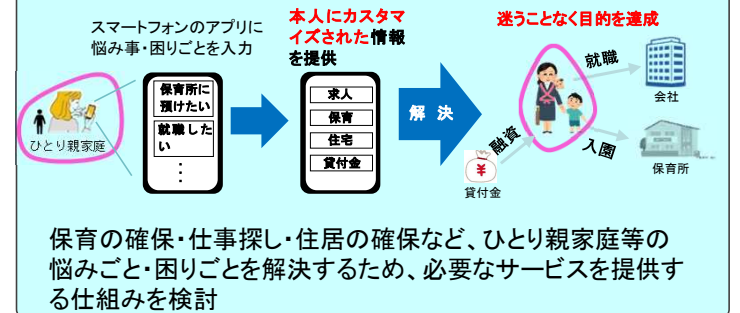 スマートフォンのアプリに
悩み事・困りごとを入力
本人にカスタマ
イズされた情報
を提供
迷うことなく目的を達成
ひとり親家庭
保育所に
預けたい
就職した
い
⋮
求人
保育
住宅
貸付金
解 決
融資
¥
貸付金
就職
会社
入園
保育所
保育の確保・仕事探し・住居の確保など、ひとり親家庭等の
悩みごと・困りごとを解決するため、必要なサービスを提供す
る仕組みを検討